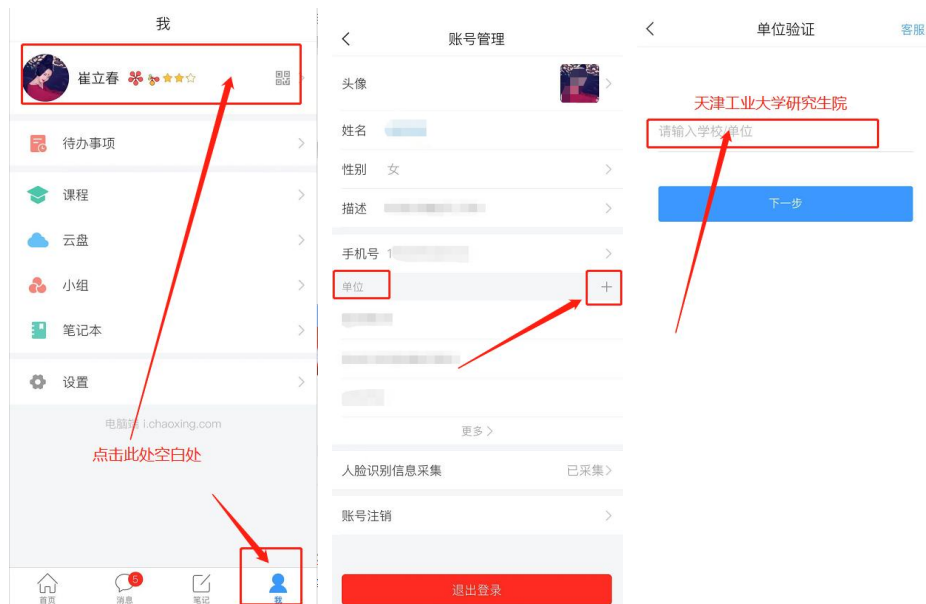 我
崔立春
待办事项
课程
云盘
小组
笔记本
设置
电脑端 i.chaoxing.com
点击此处空白处
首页
5
消息
笔记
我
账号管理
头像
姓名
性别 女
描述
手机号 1
单位
更多
人脸识别信息采集 已采集
账号注销
退出登录
单位验证 客服
天津工业大学研究生院
请输入学校/单位
下一步